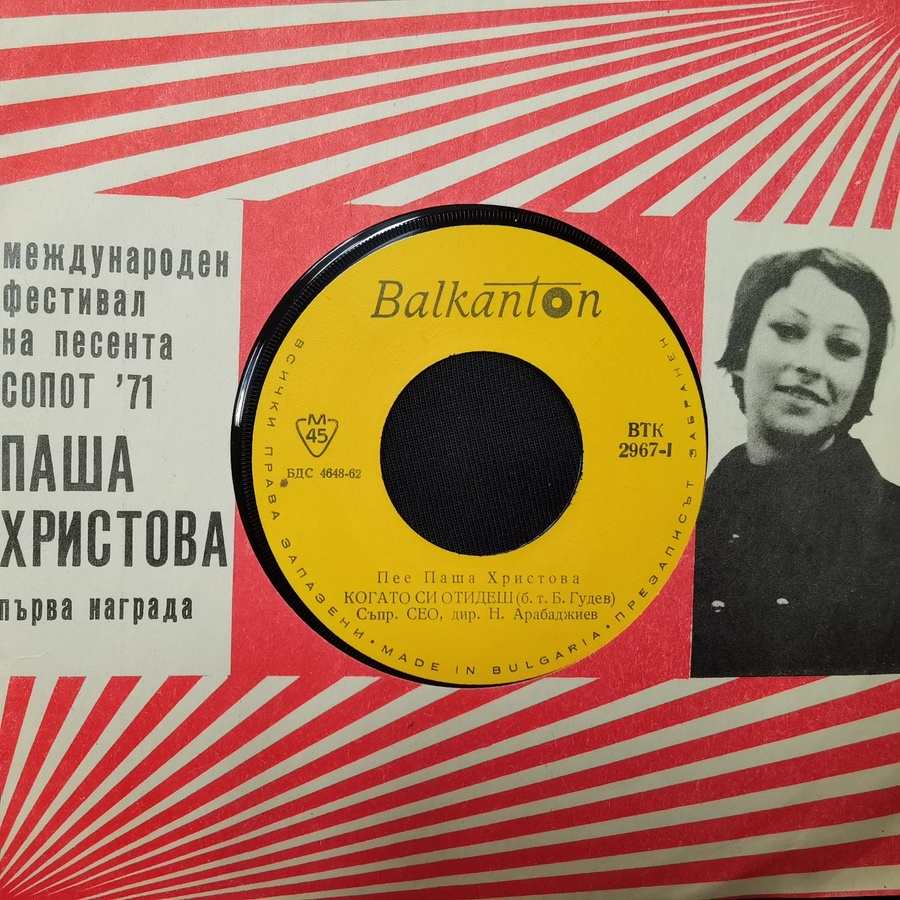 международен
фестивал
на песента
СОПОТ '71
ПАША
ХРИСТОВА
първа награда
Balkanton
М
45
БДС 4648-62
ВТК
2967-I
Пее Паша Христова
КОГАТО СИ ОТИДЕШ (б. т. Б. Гудев)
Съпр. СЕО, дир. Н. Арабаджиев
ВСИЧКИ ПРАВА ЗАПАЗЕНИ • MADE IN BULGARIA • ПРЕЗАПИСЪТ ЗАБРАНЕН